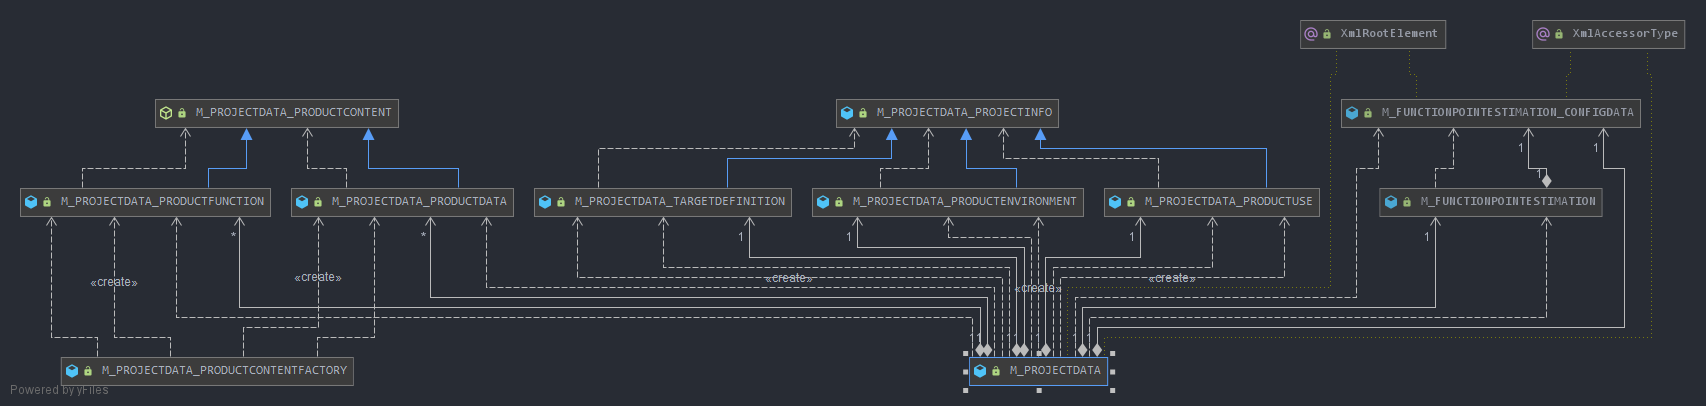 XmlRootElement
XmlAccessorType
M_PROJECTDATA_PRODUCTCONTENT
M_PROJECTDATA_PROJECTINFO
M_FUNCTIONPOINTESTIMATION_CONFIGDATA
1
1
1
M_PROJECTDATA_PRODUCTFUNCTION
M_PROJECTDATA_PRODUCTDATA
M_PROJECTDATA_TARGETDEFINITION
M_PROJECTDATA_PRODUCTENVIRONMENT
M_PROJECTDATA_PRODUCTUSE
M_FUNCTIONPOINTESTIMATION
*
*
1
1
1
1
«create»
«create»
«create»
«create»
«create»
M_PROJECTDATA_PRODUCTCONTENTFACTORY
M_PROJECTDATA
Powered by yFiles